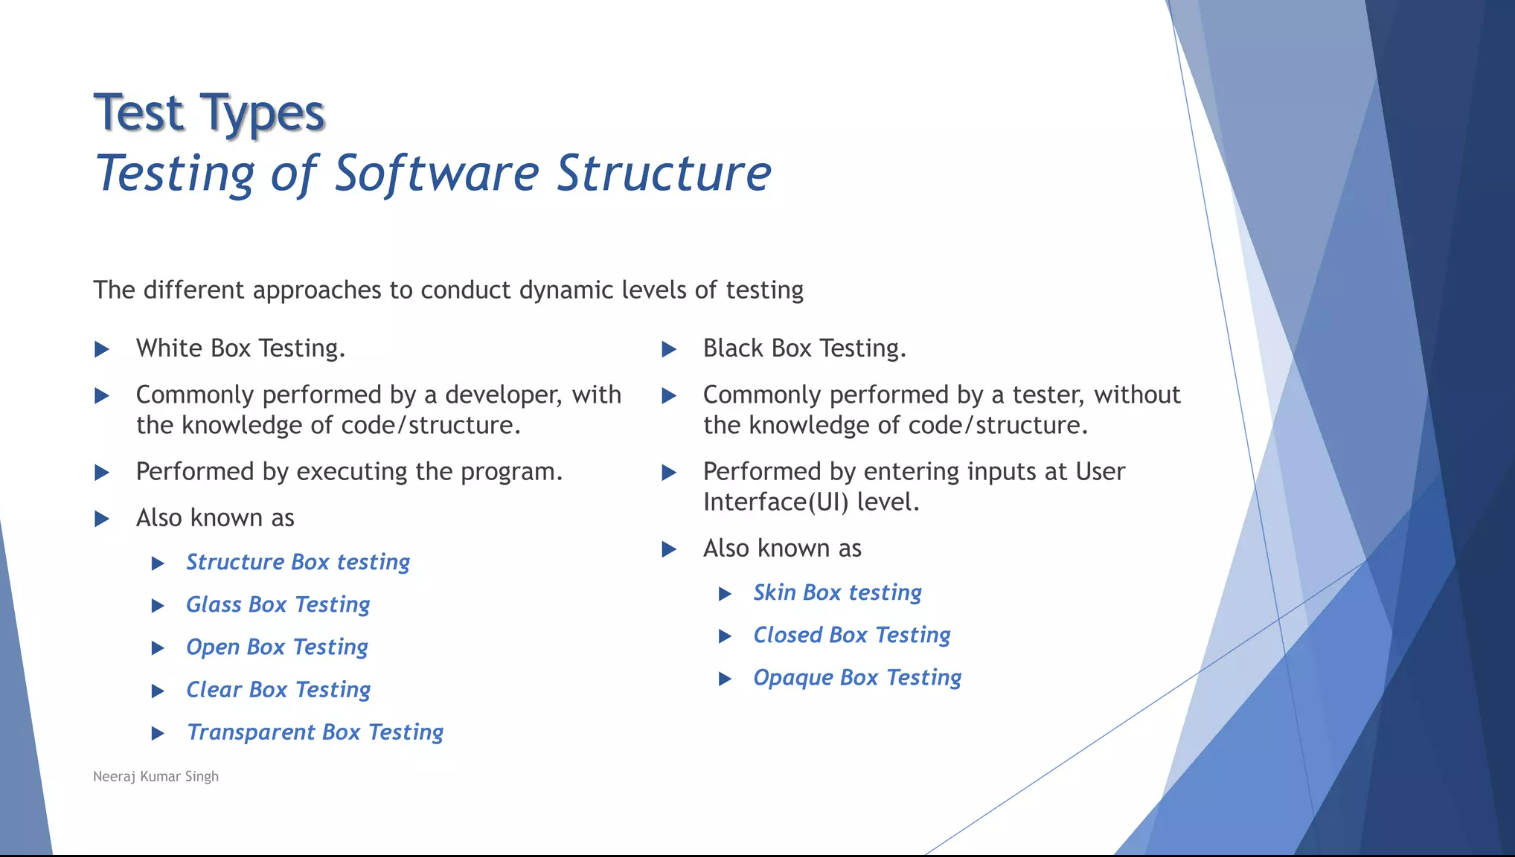 Test Types
Testing of Software Structure
The different approaches to conduct dynamic levels of testing
White Box Testing.
Commonly performed by a developer, with
the knowledge of code/structure.
Performed by executing the program.
Also known as
Structure Box testing
Glass Box Testing
Open Box Testing
Clear Box Testing
Transparent Box Testing
Black Box Testing.
Commonly performed by a tester, without
the knowledge of code/structure.
Performed by entering inputs at User
Interface(UI) level.
Also known as
Skin Box testing
Closed Box Testing
Opaque Box Testing
Neeraj Kumar Singh